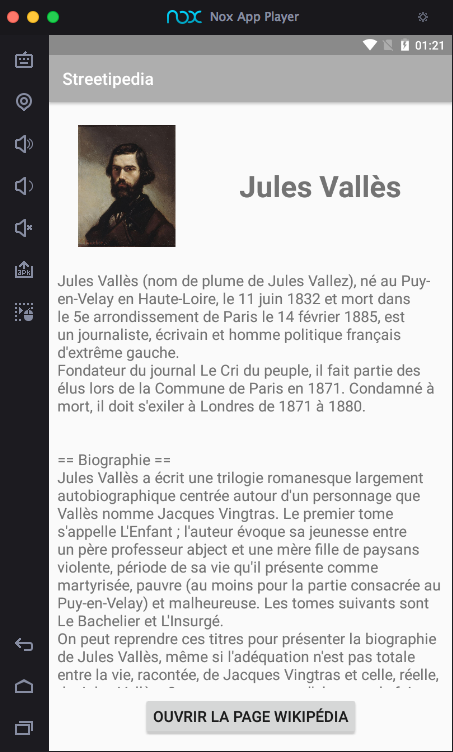 nox Nox App Player
01:21
Streetipedia
Jules Vallès
Jules Vallès (nom de plume de Jules Vallez), né au Puy-
en-Velay en Haute-Loire, le 11 juin 1832 et mort dans
le 5e arrondissement de Paris le 14 février 1885, est
un journaliste, écrivain et homme politique français
d'extrême gauche.
Fondateur du journal Le Cri du peuple, il fait partie des
élus lors de la Commune de Paris en 1871. Condamné à
mort, il doit s'exiler à Londres de 1871 à 1880.
== Biographie ==
Jules Vallès a écrit une trilogie romanesque largement
autobiographique centrée autour d'un personnage que
Vallès nomme Jacques Vingtras. Le premier tome
s'appelle L'Enfant ; l'auteur évoque sa jeunesse entre
un père professeur abject et une mère fille de paysans
violente, période de sa vie qu'il présente comme
martyrisée, pauvre (au moins pour la partie consacrée au
Puy-en-Velay) et malheureuse. Les tomes suivants sont
Le Bachelier et L'Insurgé.
On peut reprendre ces titres pour présenter la biographie
de Jules Vallès, même si l'adéquation n'est pas totale
entre la vie, racontée, de Jacques Vingtras et celle, réelle,
OUVRIR LA PAGE WIKIPÉDIA